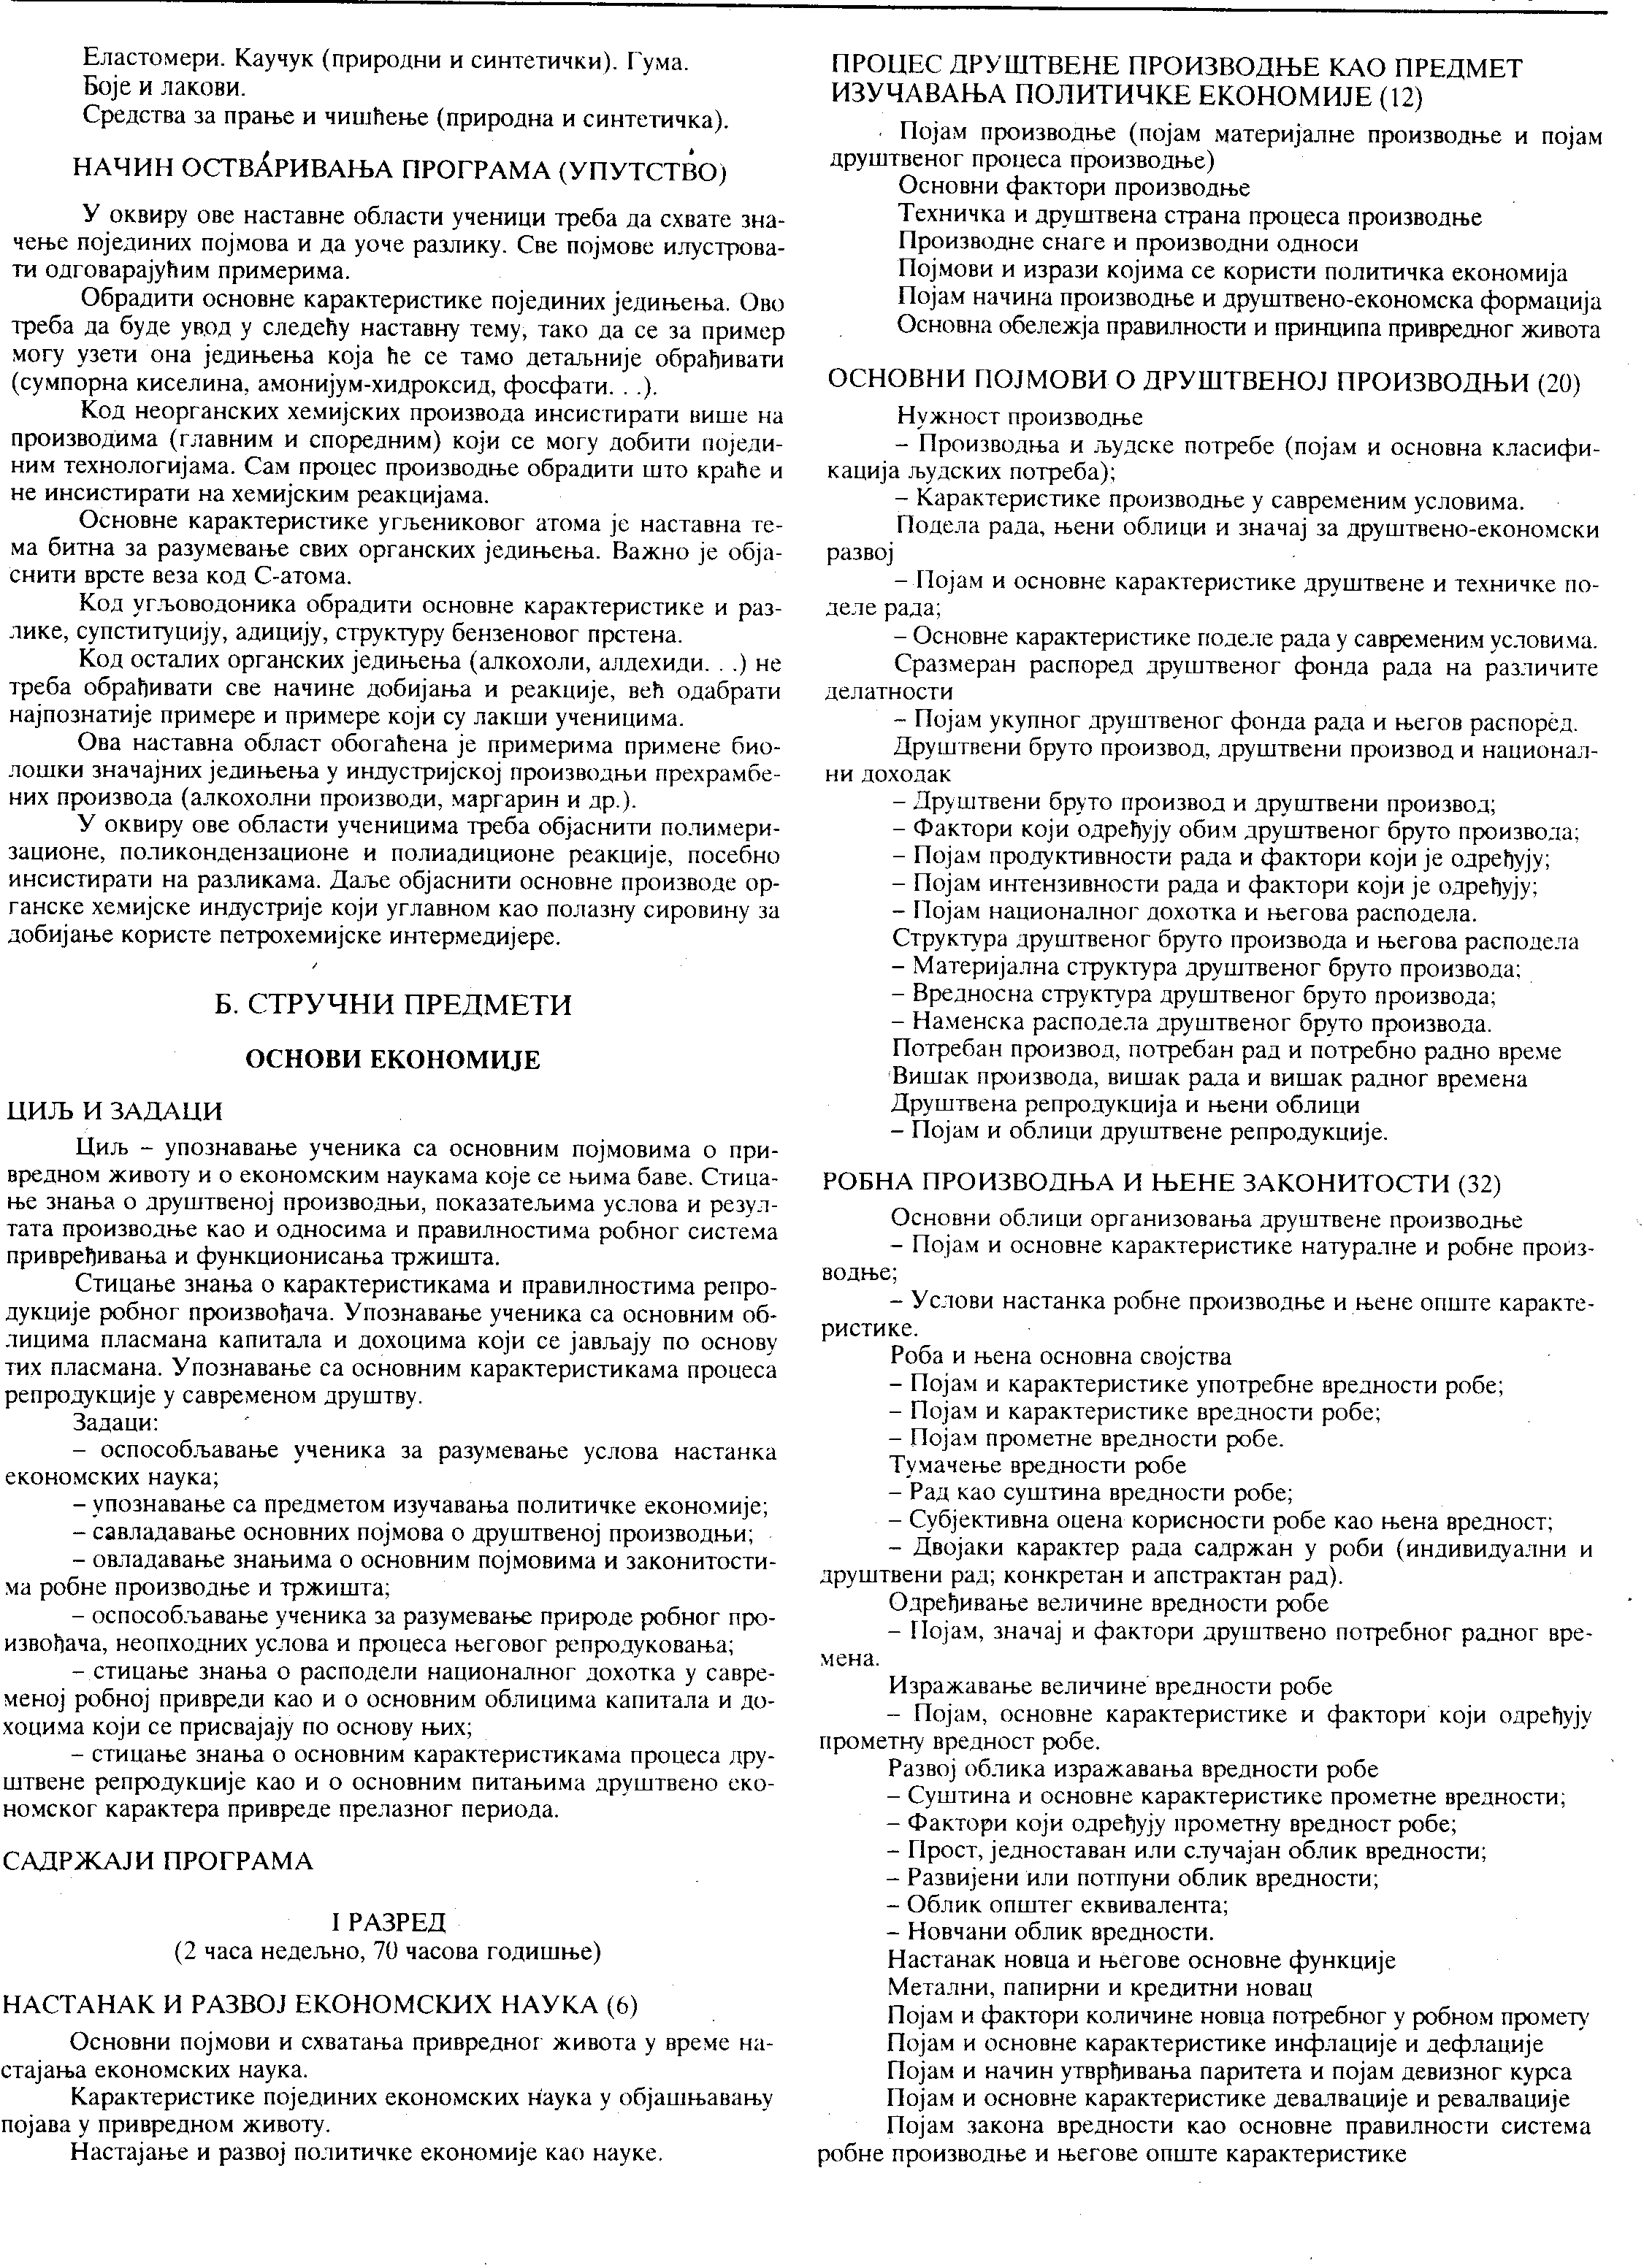 Еластомери. Каучук (природни и синтетички). Гума.
Боје и лакови.
Средства за прање и чишћење (природна и синтетичка).
НАЧИН ОСТВАРИВАЊА ПРОГРАМА (УПУТСТВО)
У оквиру ове наставне области ученици треба да схвате зна-
чење појединих појмова и да уоче разлику. Све појмове илустрова-
ти одговарајућим примерима.
Обрадити основне карактеристике појединих једињења. Ово
треба да буде увод у следећу наставну тему, тако да се за пример
могу узети она једињења која ће се тамо детаљније обрађивати
(сумпорна киселина, амонијум-хидроксид, фосфати. . .).
Код неорганских хемијских производа инсистирати више на
производима (главним и споредним) који се могу добити поједи-
ним технологијама. Сам процес производње обрадити што краће и
не инсистирати на хемијским реакцијама.
Основне карактеристике угљениковог атома је наставна те-
ма битна за разумевање свих органских једињења. Важно је обја-
снити врсте веза код С-атома.
Код угљоводоника обрадити основне карактеристике и раз-
лике, супституцију, адицију, структуру бензеновог прстена.
Код осталих органских једињења (алкохоли, алдехиди. . .) не
треба обрађивати све начине добијања и реакције, већ одабрати
најпознатије примере и примере који су лакши ученицима.
Ова наставна област обогаћена је примерима примене био-
лошки значајних једињења у индустријској производњи прехрамбе-
них производа (алкохолни производи, маргарин и др.).
У оквиру ове области ученицима треба објаснити полимери-
зационе, поликондензационе и полиадиционе реакције, посебно
инсистирати на разликама. Даље објаснити основне производе ор-
ганске хемијске индустрије који углавном као полазну сировину за
добијање користе петрохемијске интермедијере.
Б. СТРУЧНИ ПРЕДМЕТИ
ОСНОВИ ЕКОНОМИЈЕ
ЦИЉ И ЗАДАЦИ
Циљ – упознавање ученика са основним појмовима о при-
вредном животу и о економским наукама које се њима баве. Стица-
ње знања о друштвеној производњи, показатељима услова и резул-
тата производње као и односима и правилностима робног система
привређивања и функционисања тржишта.
Стицање знања о карактеристикама и правилностима репро-
дукције робног произвођача. Упознавање ученика са основним об-
лицима пласмана капитала и дохоцима који се јављају по основу
тих пласмана. Упознавање са основним карактеристикама процеса
репродукције у савременом друштву.
Задаци:
– оспособљавање ученика за разумевање услова настанка
економских наука;
– упознавање са предметом изучавања политичке економије;
– савладавање основних појмова о друштвеној производњи;
– овладавање знањима о основним појмовима и законитости-
ма робне производње и тржишта;
– оспособљавање ученика за разумевање природе робног про-
извођача, неопходних услова и процеса његовог репродуковања;
– стицање знања о расподели националног дохотка у савре-
меној робној привреди као и о основним облицима капитала и до-
хоцима који се присвајају по основу њих;
– стицање знања о основним карактеристикама процеса дру-
штвене репродукције као и о основним питањима друштвено еко-
номског карактера привреде прелазног периода.
САДРЖАЈИ ПРОГРАМА
I РАЗРЕД
(2 часа недељно, 70 часова годишње)
НАСТАНАК И РАЗВОЈ ЕКОНОМСКИХ НАУКА (6)
Основни појмови и схватања привредног живота у време на-
стајања економских наука.
Карактеристике појединих економских наука у објашњавању
појава у привредном животу.
Настајање и развој политичке економије као науке.
ПРОЦЕС ДРУШТВЕНЕ ПРОИЗВОДЊЕ КАО ПРЕДМЕТ
ИЗУЧАВАЊА ПОЛИТИЧКЕ ЕКОНОМИЈЕ (12)
Појам производње (појам материјалне производње и појам
друштвеног процеса производње)
Основни фактори производње
Техничка и друштвена страна процеса производње
Производне снаге и производни односи
Појмови и изрази којима се користи политичка економија
Појам начина производње и друштвено-економска формација
Основна обележја правилности и принципа привредног живота
ОСНОВНИ ПОЈМОВИ О ДРУШТВЕНОЈ ПРОИЗВОДЊИ (20)
Нужност производње
– Производња и људске потребе (појам и основна класифи-
кација људских потреба);
– Карактеристике производње у савременим условима.
Подела рада, њени облици и значај за друштвено-економски
развој
– Појам и основне карактеристике друштвене и техничке по-
деле рада;
– Основне карактеристике поделе рада у савременим условима.
Сразмеран распоред друштвеног фонда рада на различите
делатности
– Појам укупног друштвеног фонда рада и његов распоред.
Друштвени бруто производ, друштвени производ и национал-
ни доходак
– Друштвени бруто производ и друштвени производ;
– Фактори који одређују обим друштвеног бруто производа;
– Појам продуктивности рада и фактори који је одређују;
– Појам интензивности рада и фактори који је одређују;
– Појам националног дохотка и његова расподела.
Структура друштвеног бруто производа и његова расподела
– Материјална структура друштвеног бруто производа;
– Вредносна структура друштвеног бруто производа;
– Наменска расподела друштвеног бруто производа.
Потребан производ, потребан рад и потребно радно време
Вишак производа, вишак рада и вишак радног времена
Друштвена репродукција и њени облици
– Појам и облици друштвене репродукције.
РОБНА ПРОИЗВОДЊА И ЊЕНЕ ЗАКОНИТОСТИ (32)
Основни облици организовања друштвене производње
– Појам и основне карактеристике натуралне и робне произ-
водње;
– Услови настанка робне производње и њене опште каракте-
ристике.
Роба и њена основна својства
– Појам и карактеристике употребне вредности робе;
– Појам и карактеристике вредности робе;
– Појам прометне вредности робе.
Тумачење вредности робе
– Рад као суштина вредности робе;
– Субјективна оцена корисности робе као њена вредност;
– Двојаки карактер рада садржан у роби (индивидуални и
друштвени рад; конкретан и апстрактан рад).
Одређивање величине вредности робе
– Појам, значај и фактори друштвено потребног радног вре-
мена.
Изражавање величине вредности робе
– Појам, основне карактеристике и фактори који одређују
прометну вредност робе.
Развој облика изражавања вредности робе
– Суштина и основне карактеристике прометне вредности;
– Фактори који одређују прометну вредност робе;
– Прост, једноставан или случајан облик вредности;
– Развијени или потпуни облик вредности;
– Облик општег еквивалента;
– Новчани облик вредности.
Настанак новца и његове основне функције
Метални, папирни и кредитни новац
Појам и фактори количине новца потребног у робном промету
Појам и основне карактеристике инфлације и дефлације
Појам и начин утврђивања паритета и појам девизног курса
Појам и основне карактеристике девалвације и ревалвације
Појам закона вредности као основне правилности система
робне производње и његове опште карактеристике